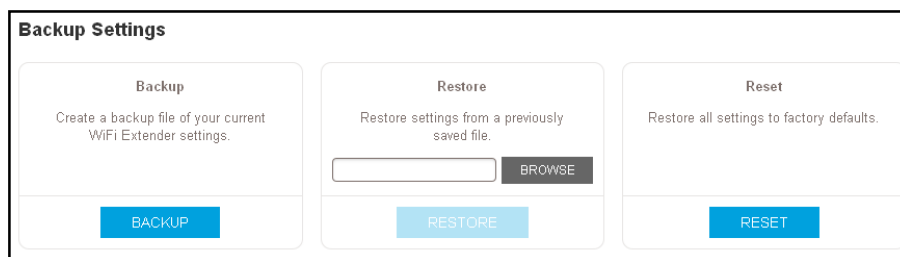 Backup Settings
Backup
Create a backup file of your current
WiFi Extender settings.
BACKUP
Restore
Restore settings from a previously
saved file.
BROWSE
RESTORE
Reset
Restore all settings to factory defaults.
RESET